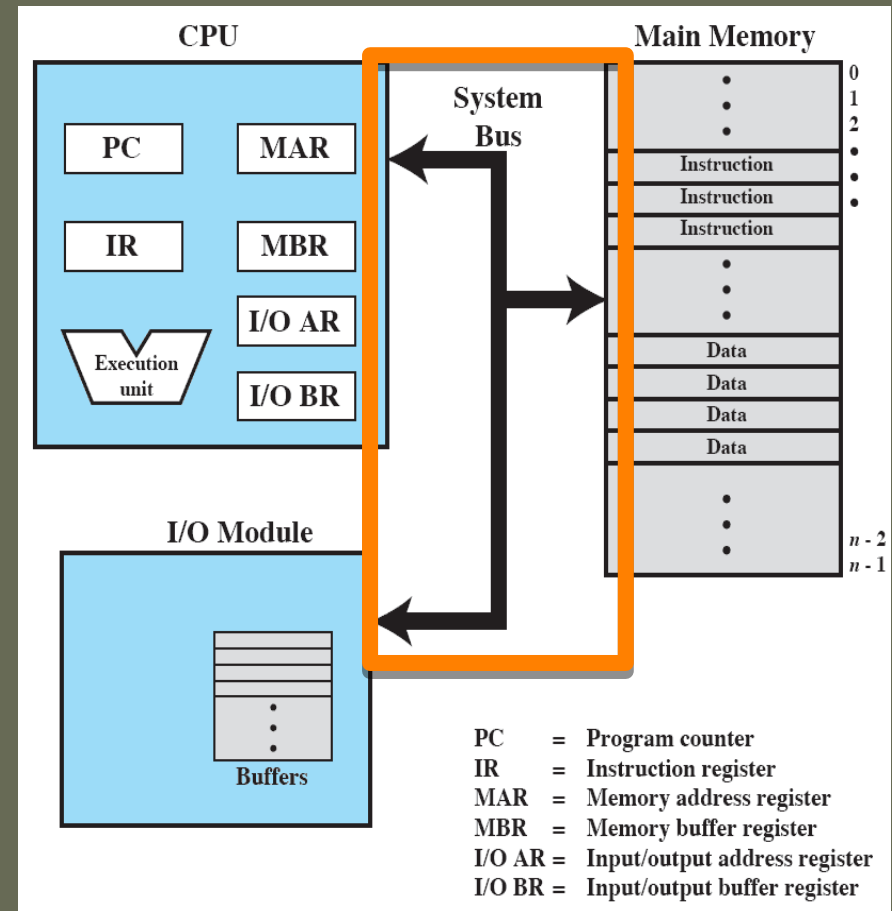 CPU
Main Memory
System
Bus
PC
MAR
IR
MBR
I/O AR
I/O BR
Execution
unit
0
1
2
Instruction
Instruction
Instruction
Data
Data
Data
Data
n - 2
n - 1
I/O Module
Buffers
PC = Program counter
IR = Instruction register
MAR = Memory address register
MBR = Memory buffer register
I/O AR = Input/output address register
I/O BR = Input/output buffer register